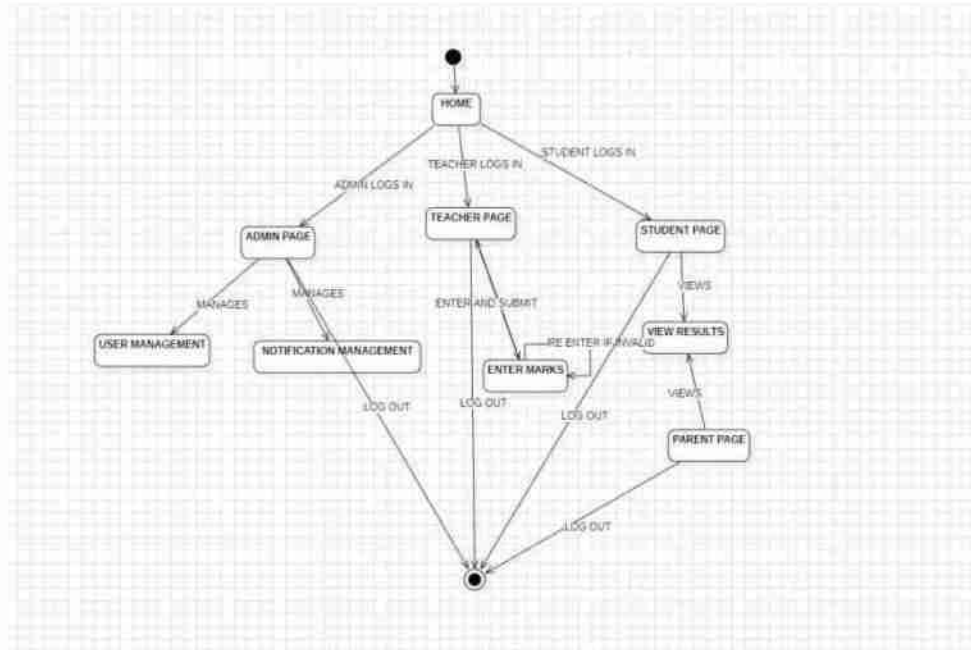 HOME
STUDENT LOGS IN
TEACHER LOGS IN
ADMIN LOGS IN
TEACHER PAGE
ADMIN PAGE
STUDENT PAGE
MANAGES
VIEWS
MANAGES
ENTER AND SUBMIT
USER MANAGEMENT
NOTIFICATION MANAGEMENT
VIEW RESULTS
RE ENTER IF INVALID
ENTER MARKS
VIEWS
LOG OUT
LOG OUT
LOG OUT
PARENT PAGE
LOG OUT